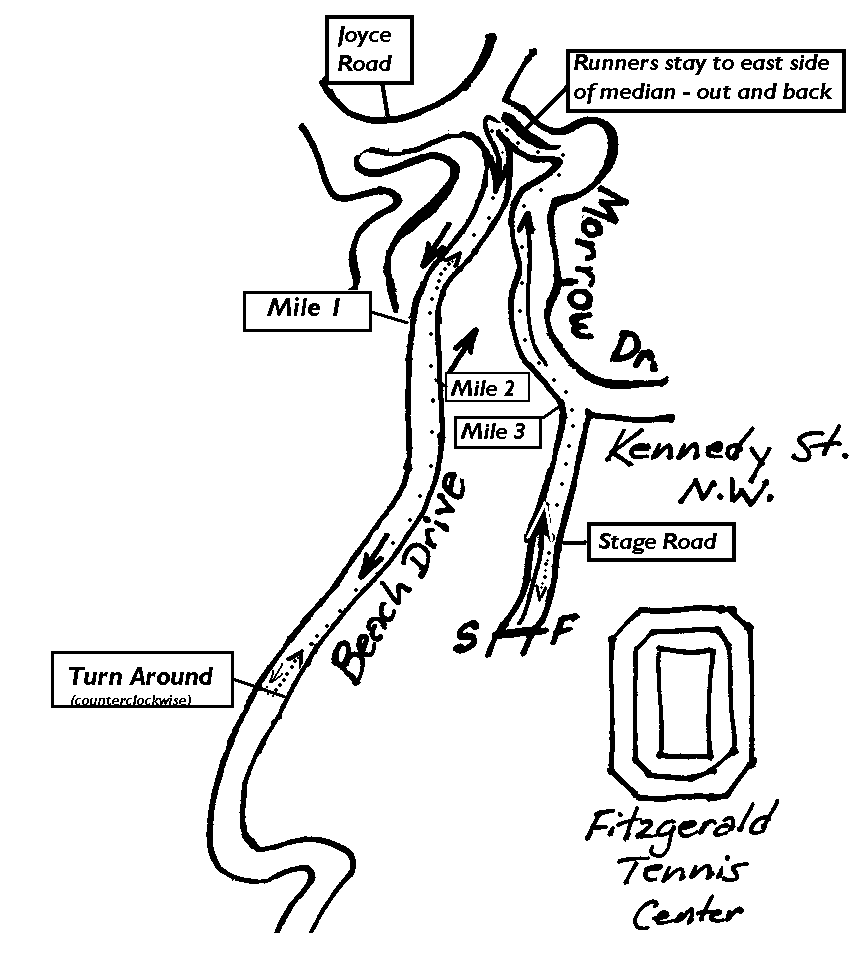 Joyce
Road
Runners stay to east side
of median - out and back
Morrow
Dr.
Mile 1
Mile 2
Mile 3
Kennedy St.
N.W.
Beach Drive
Stage Road
S F
Turn Around
(counterclockwise)
Fitzgerald
Tennis
Center